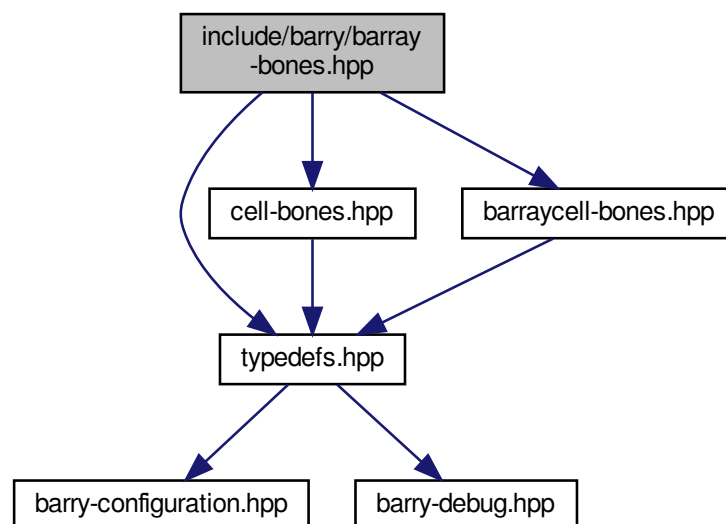 include/barry/barray
-bones.hpp
cell-bones.hpp
barraycell-bones.hpp
typedefs.hpp
barry-configuration.hpp
barry-debug.hpp